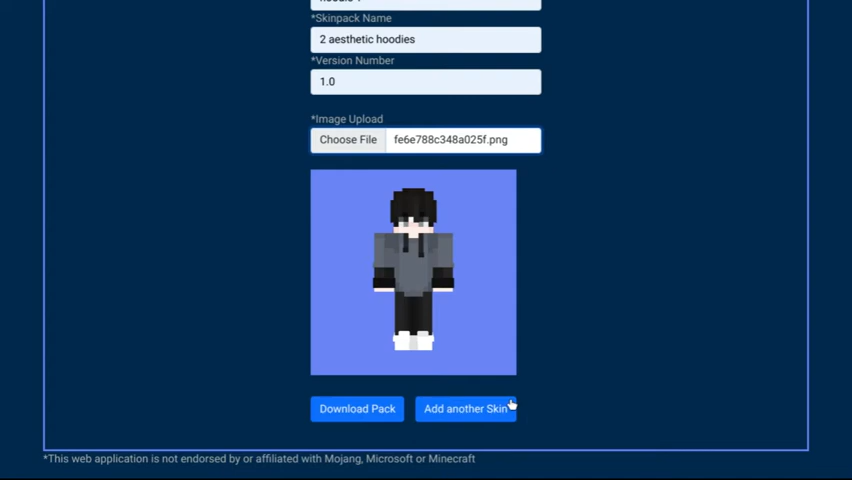 *Skinpack Name
2 aesthetic hoodies
*Version Number
1.0
*Image Upload
Choose File fe6e788c348a025f.png
Download Pack Add another Skin
*This web application is not endorsed by or affiliated with Mojang, Microsoft or Minecraft